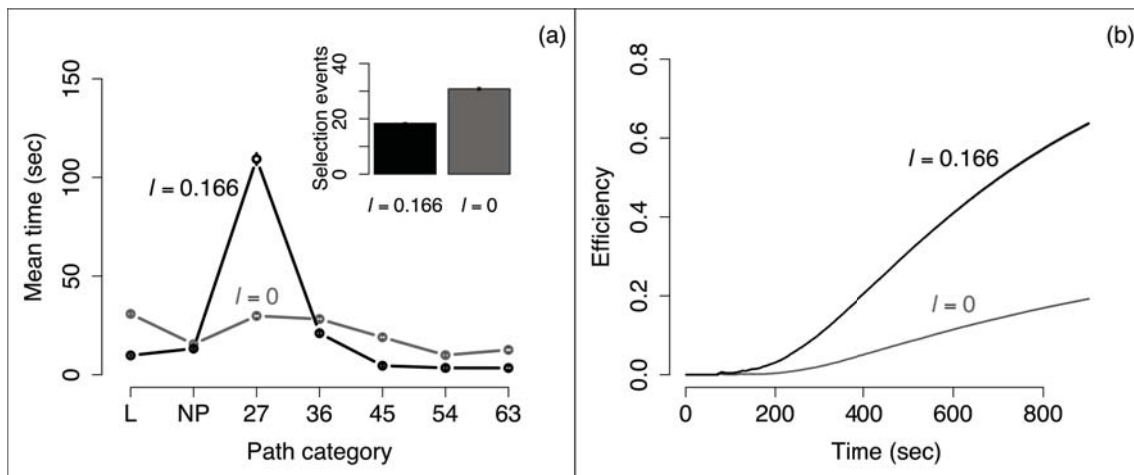 (a)
Mean time (sec)
150
100
50
0
l = 0.166
l = 0
L NP 27 36 45 54 63
Path category
Selection events
40
20
0
l = 0.166 l = 0
(b)
Efficiency
0.8
0.6
0.4
0.2
0.0
l = 0.166
l = 0
0 200 400 600 800
Time (sec)